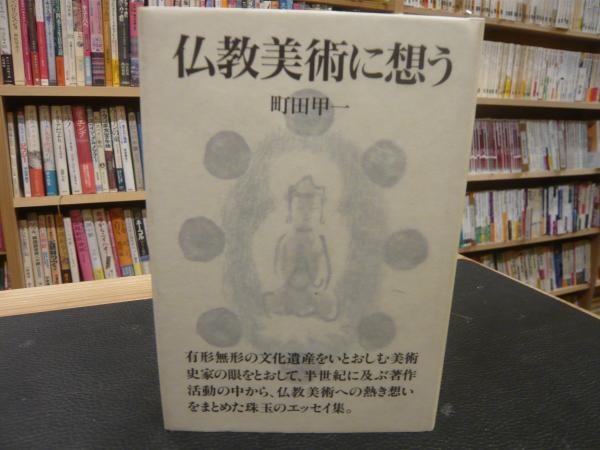 仏教美術に想う
町田甲一
有形無形の文化遺産をいとおしむ美術
史家の眼をとおして、半世紀に及ぶ著作
活動の中から、仏教美術への熱き想い
をまとめた珠玉のエッセイ集。